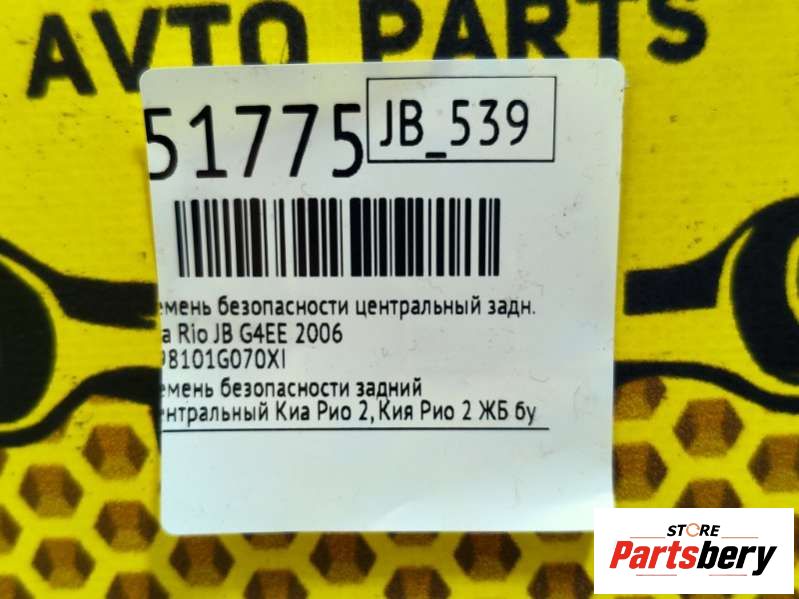 AVTO PARTS
51775 JB_539
емень безопасности центральный задн.
a Rio JB G4EE 2006
98101G070XI
емень безопасности задний
ентральный Киа Рио 2, Кия Рио 2 ЖБ бу
STORE
Partsbery